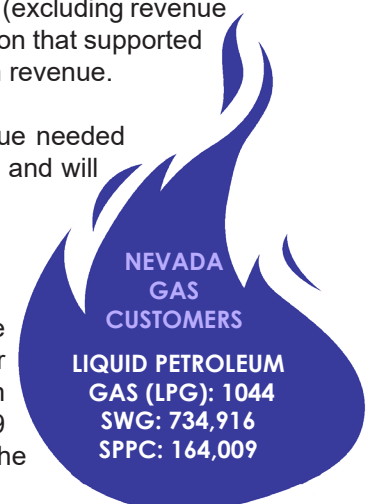 (excluding revenue
on that supported
revenue.
ue needed
and will
NEVADA
GAS
CUSTOMERS
LIQUID PETROLEUM
GAS (LPG): 1044
SWG: 734,916
SPPC: 164,009